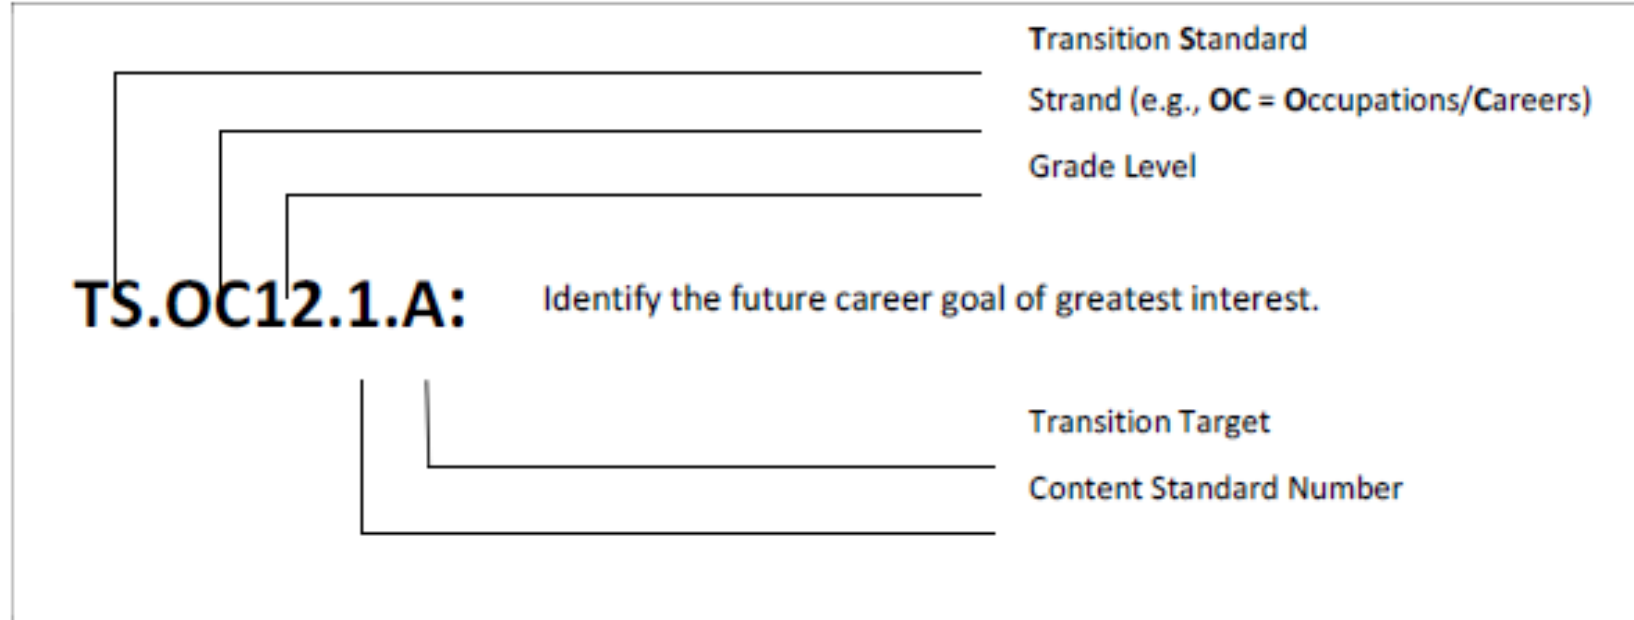 Transition Standard
Strand (e.g., OC = Occupations/Careers)
Grade Level
TS.OC12.1.A: Identify the future career goal of greatest interest.
Transition Target
Content Standard Number